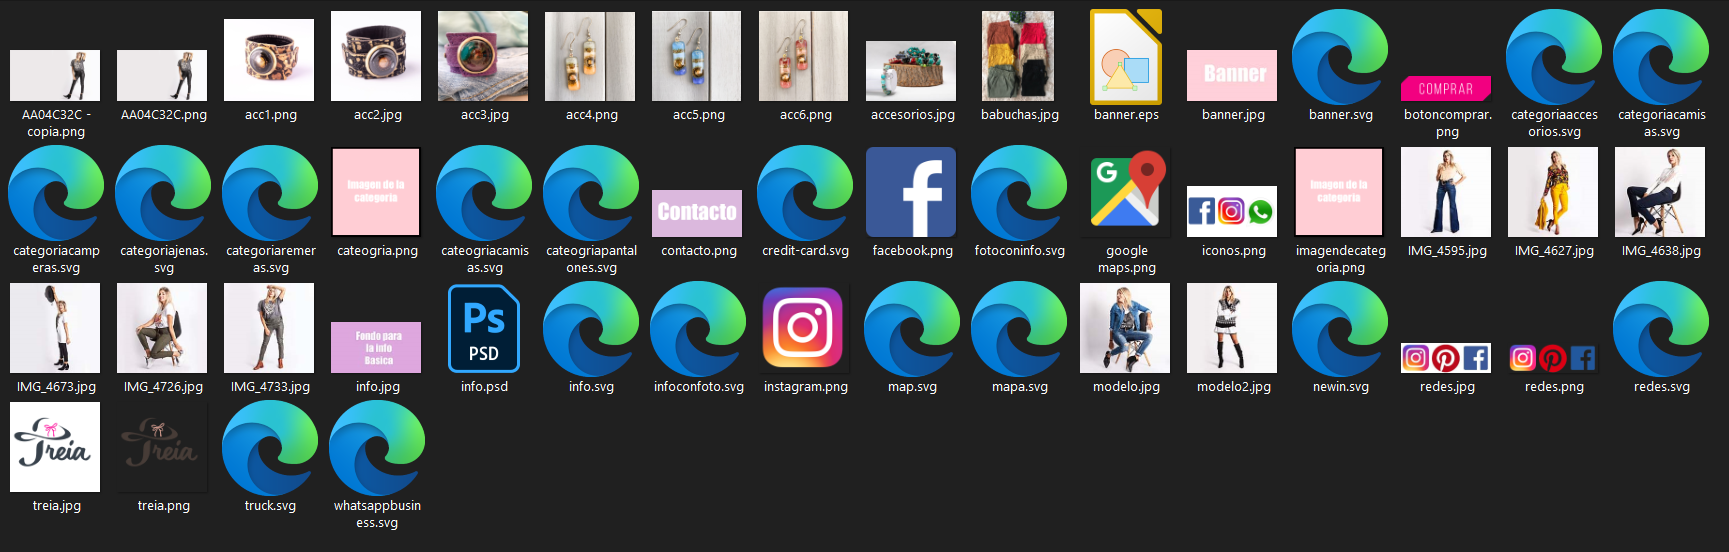 Banner
COMPRAR
AA04C32C -
copia.png
AA04C32C.png
acc1.png
acc2.jpg
acc3.jpg
acc4.png
acc5.png
acc6.png
accesorios.jpg
babuchas.jpg
banner.eps
banner.jpg
banner.svg
botoncomprar.
png
categoriaacces
orios.svg
categoriacamis
as.svg
Imagen de la
categoria
Contacto
G
f
Imagen de la
categoria
categoriacamp
eras.svg
categoriajenas.
svg
categoriaremer
as.svg
cateogria.png
cateogriacamis
as.svg
cateogriapantal
ones.svg
contacto.png
credit-card.svg
facebook.png
fotoconinfo.svg
google
maps.png
iconos.png
imagendecateg
oria.png
IMG_4595.jpg
IMG_4627.jpg
IMG_4638.jpg
Fondo para
la info
Basica
Ps
PSD
IMG_4673.jpg
IMG_4726.jpg
IMG_4733.jpg
info.jpg
info.psd
info.svg
infoconfoto.svg
instagram.png
map.svg
mapa.svg
modelo.jpg
modelo2.jpg
newin.svg
redes.jpg
redes.png
redes.svg
Treia
Treia
treia.jpg
treia.png
truck.svg
whatsappbusin
ess.svg